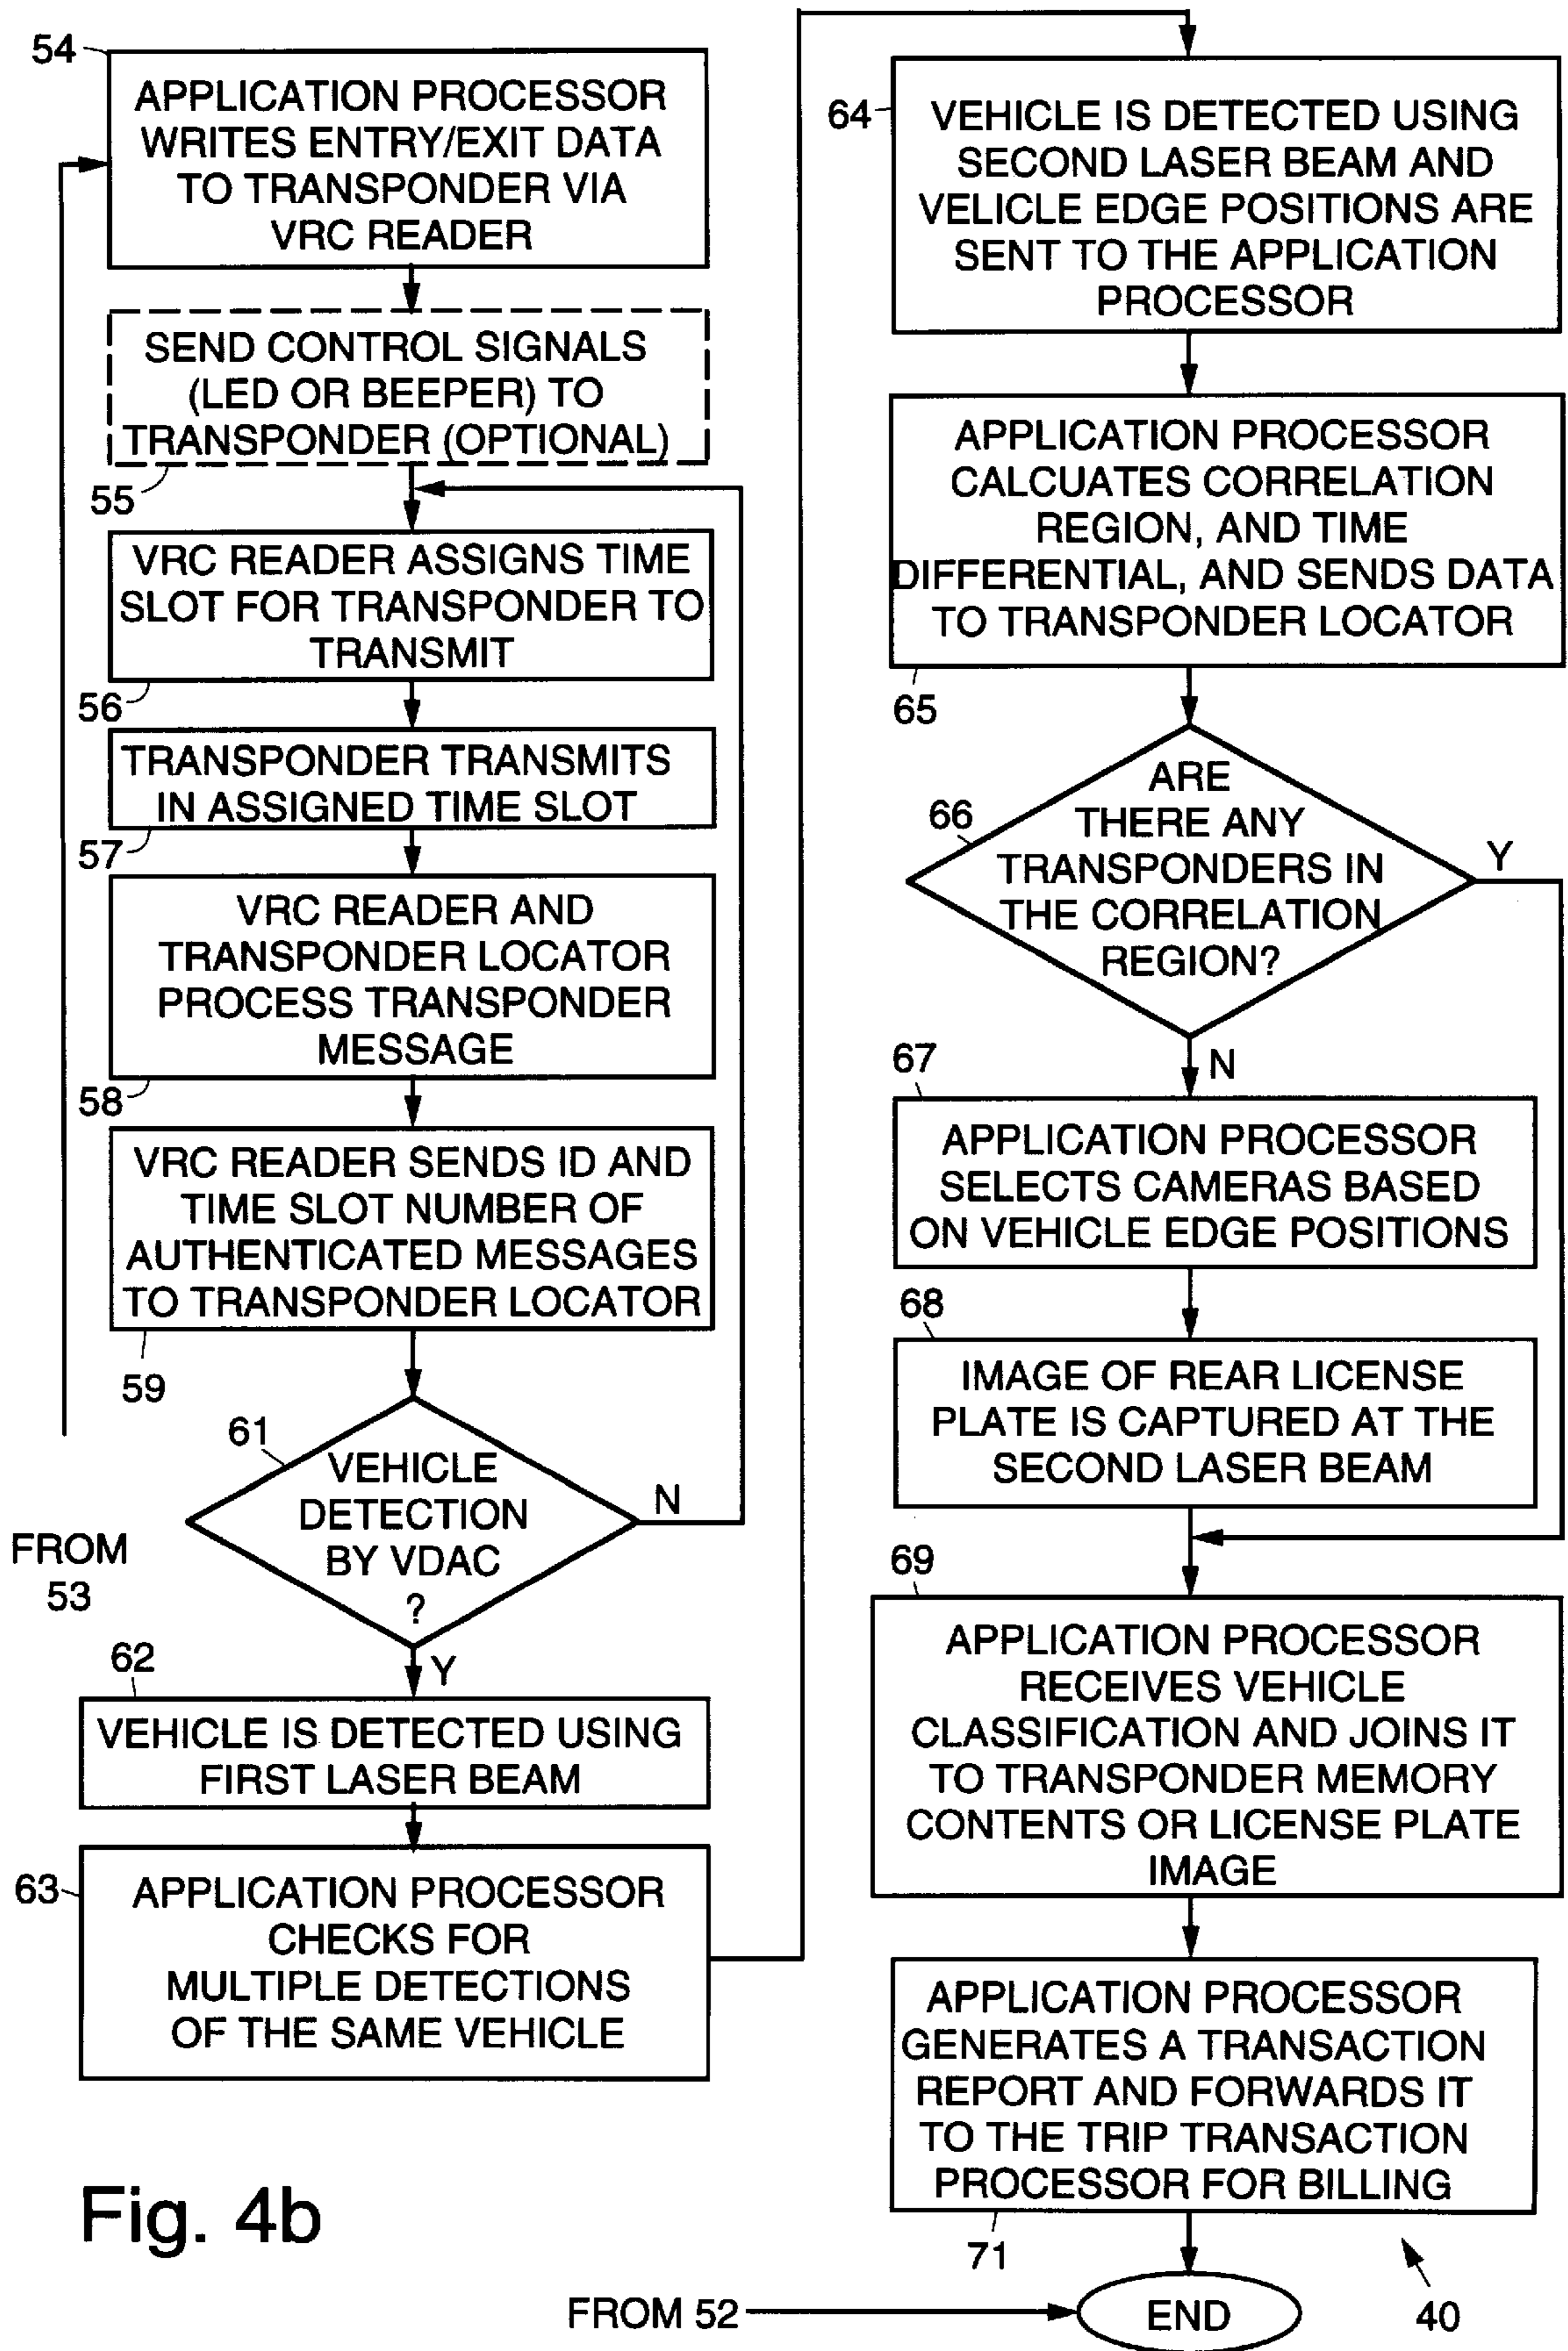 54
APPLICATION PROCESSOR
WRITES ENTRY/EXIT DATA
TO TRANSPONDER VIA
VRC READER
SEND CONTROL SIGNALS
(LED OR BEEPER) TO
TRANSPONDER (OPTIONAL)
55
VRC READER ASSIGNS TIME
SLOT FOR TRANSPONDER TO
TRANSMIT
56
TRANSPONDER TRANSMITS
IN ASSIGNED TIME SLOT
57
VRC READER AND
TRANSPONDER LOCATOR
PROCESS TRANSPONDER
MESSAGE
58
VRC READER SENDS ID AND
TIME SLOT NUMBER OF
AUTHENTICATED MESSAGES
TO TRANSPONDER LOCATOR
59
61
VEHICLE
DETECTION
BY VDAC
?
N
FROM
53
Y
62
VEHICLE IS DETECTED USING
FIRST LASER BEAM
63
APPLICATION PROCESSOR
CHECKS FOR
MULTIPLE DETECTIONS
OF THE SAME VEHICLE
64
VEHICLE IS DETECTED USING
SECOND LASER BEAM AND
VELICLE EDGE POSITIONS ARE
SENT TO THE APPLICATION
PROCESSOR
APPLICATION PROCESSOR
CALCUATES CORRELATION
REGION, AND TIME
DIFFERENTIAL, AND SENDS DATA
TO TRANSPONDER LOCATOR
65
66
ARE
THERE ANY
TRANSPONDERS IN
THE CORRELATION
REGION?
Y
N
67
APPLICATION PROCESSOR
SELECTS CAMERAS BASED
ON VEHICLE EDGE POSITIONS
68
IMAGE OF REAR LICENSE
PLATE IS CAPTURED AT THE
SECOND LASER BEAM
69
APPLICATION PROCESSOR
RECEIVES VEHICLE
CLASSIFICATION AND JOINS IT
TO TRANSPONDER MEMORY
CONTENTS OR LICENSE PLATE
IMAGE
APPLICATION PROCESSOR
GENERATES A TRANSACTION
REPORT AND FORWARDS IT
TO THE TRIP TRANSACTION
PROCESSOR FOR BILLING
71
FROM 52
END
40
Fig. 4b